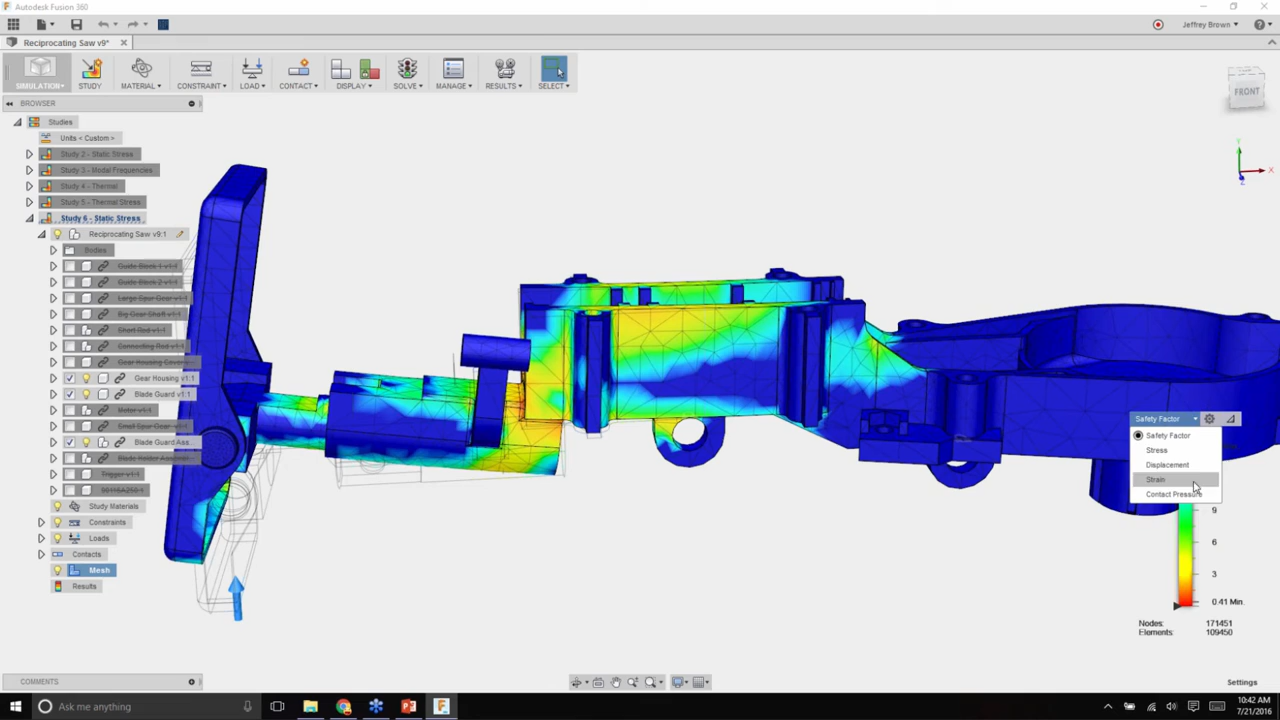 Autodesk Fusion 360
Jeffrey Brown
Reciprocating Saw v9*
SIMULATION
STUDY
MATERIAL
CONSTRAINT
LOAD
CONTACT
DISPLAY
SOLVE
MANAGE
RESULTS
SELECT
BROWSER
FRONT
Studies
Units < Custom >
Study 2 - Static Stress
Study 3 - Modal Frequencies
Study 4 - Thermal
Study 5 - Thermal Stress
Study 6 - Static Stress
Reciprocating Saw v9:1
Bodies
Guide Block 1 v1:1
Guide Block 2 v1:1
Large Spur Gear v1:1
Big Gear Shaft v1:1
Short Rod v1:1
Connecting Rod v1:1
Gear Housing Cover
Gear Housing v1:1
Blade Guard v1:1
Motor v1:1
Small Spur Gear v1:1
Blade Guard Ass...
Blade Holder Assembl
Trigger v1:1
Study Materials
Constraints
Loads
Contacts
Mesh
Results
Y
X
Z
Safety Factor
Safety Factor
Stress
Displacement
Strain
Contact Pressure
9
6
3
0.41 Min.
Nodes: 171451
Elements: 109450
COMMENTS
Settings
Ask me anything
10:42 AM
7/21/2016